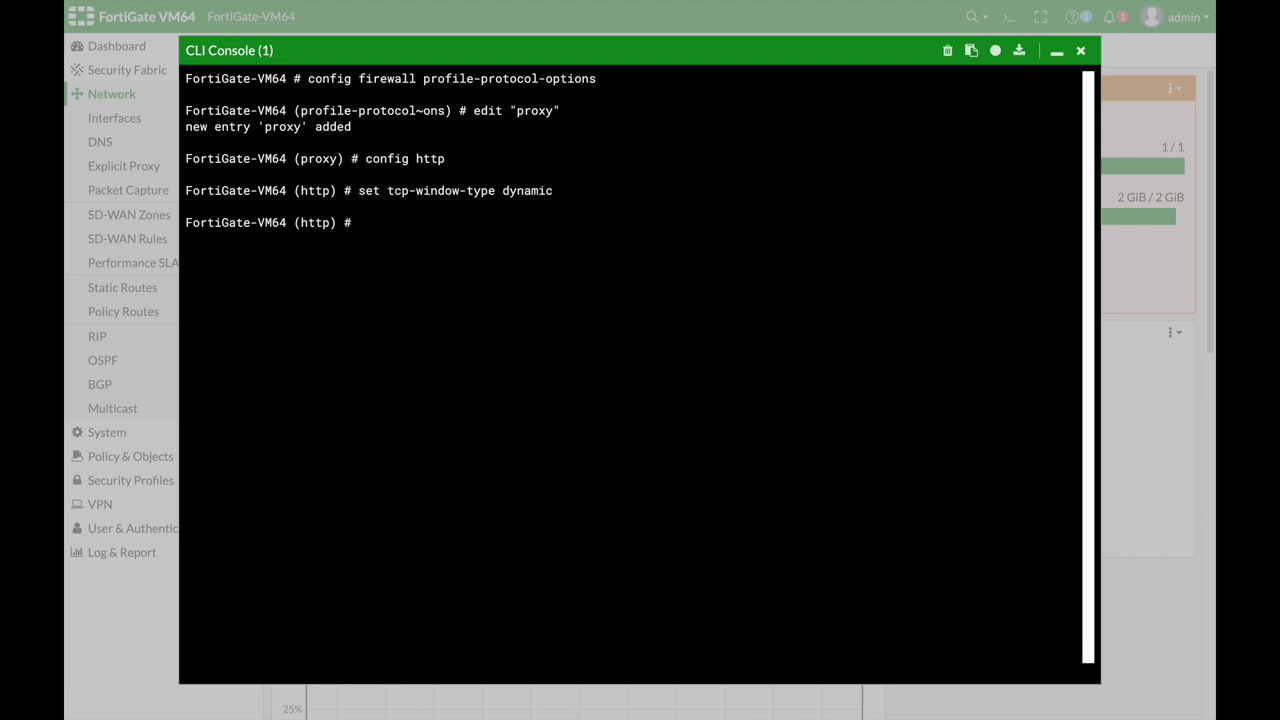 FortiGate VM64 FortiGate-VM64
1 1 admin
Dashboard
Security Fabric
Network
Interfaces
DNS
Explicit Proxy
Packet Capture
SD-WAN Zones
SD-WAN Rules
Performance SLA
Static Routes
Policy Routes
RIP
OSPF
BGP
Multicast
System
Policy & Objects
Security Profiles
VPN
User & Authentic
Log & Report
CLI Console (1)
FortiGate-VM64 # config firewall profile-protocol-options
FortiGate-VM64 (profile-protocol~ons) # edit "proxy"
new entry 'proxy' added
FortiGate-VM64 (proxy) # config http
FortiGate-VM64 (http) # set tcp-window-type dynamic
FortiGate-VM64 (http) #
1 / 1
2 GiB / 2 GiB
25%